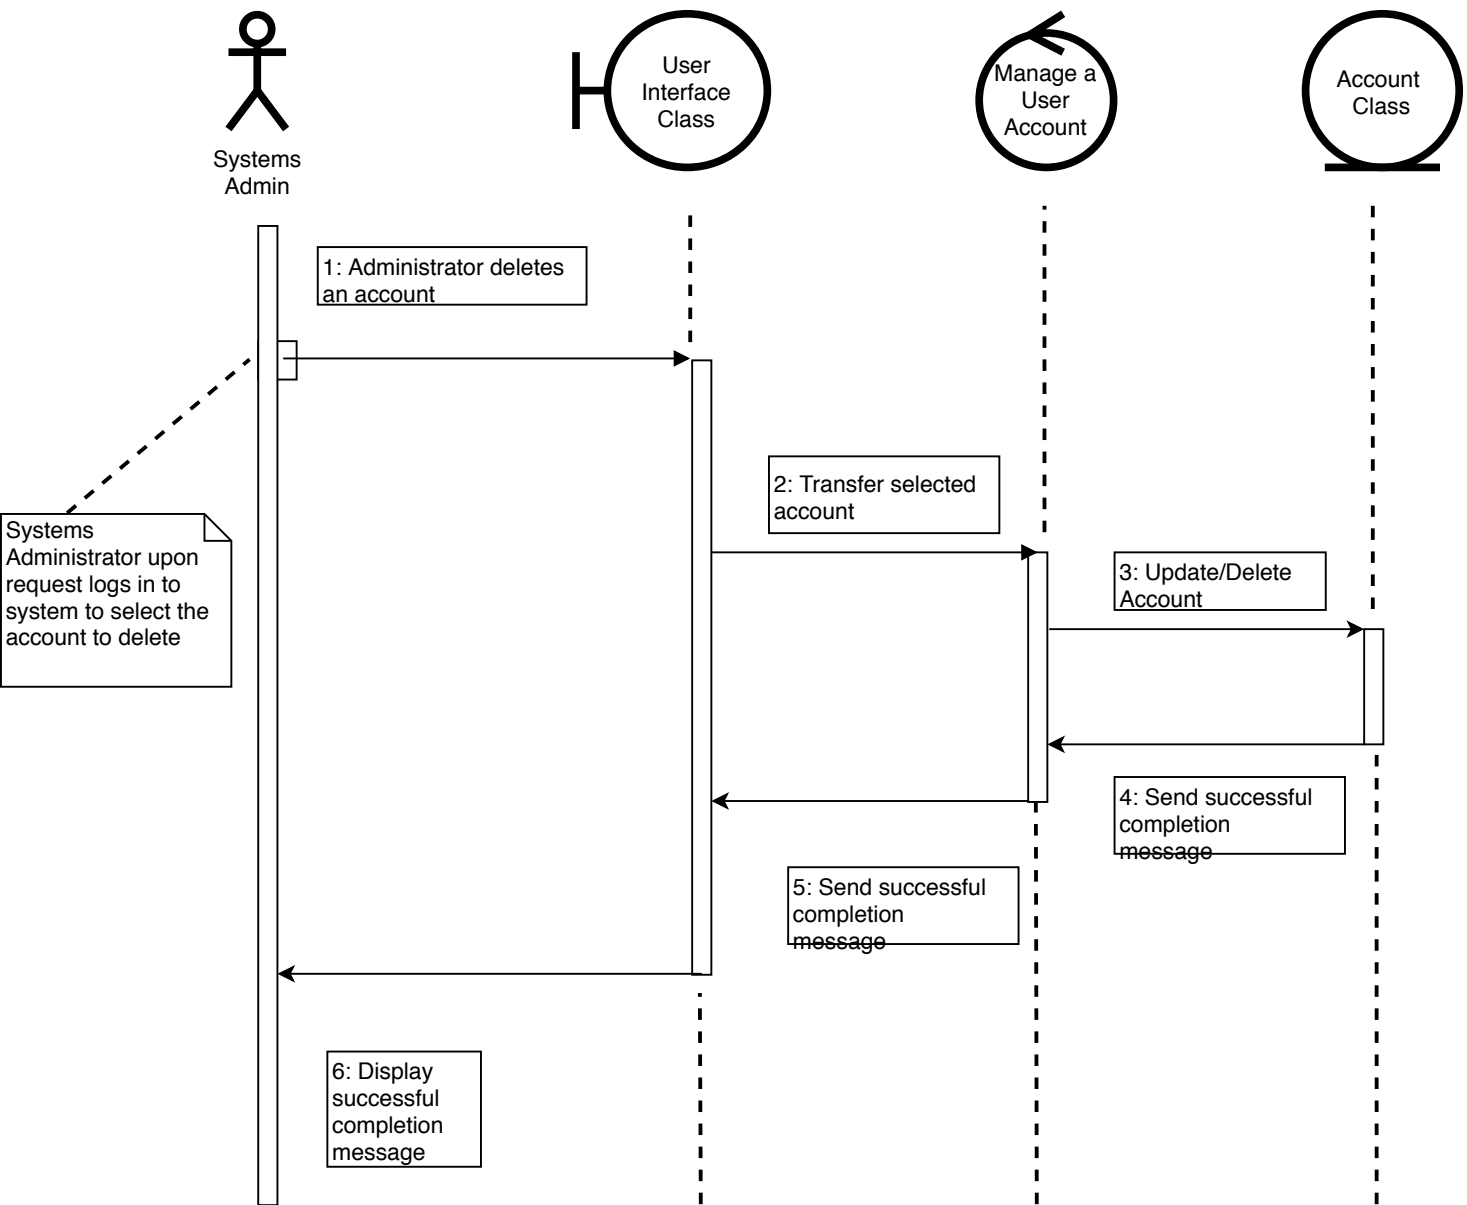 User
Interface
Class
Manage a
User
Account
Account
Class
Systems
Admin
1: Administrator deletes
an account
2: Transfer selected
account
Systems
Administrator upon
request logs in to
system to select the
account to delete
3: Update/Delete
Account
4: Send successful
completion
message
5: Send successful
completion
message
6: Display
successful
completion
message